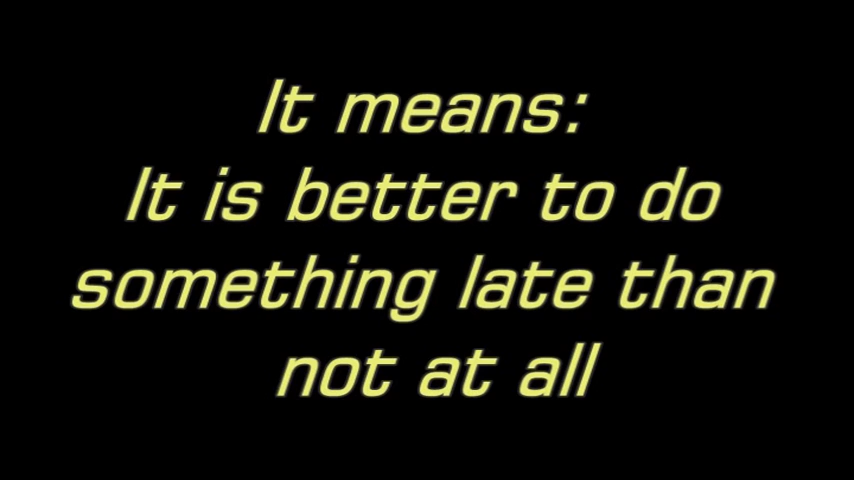 It means:
It is better to do
something late than
not at all